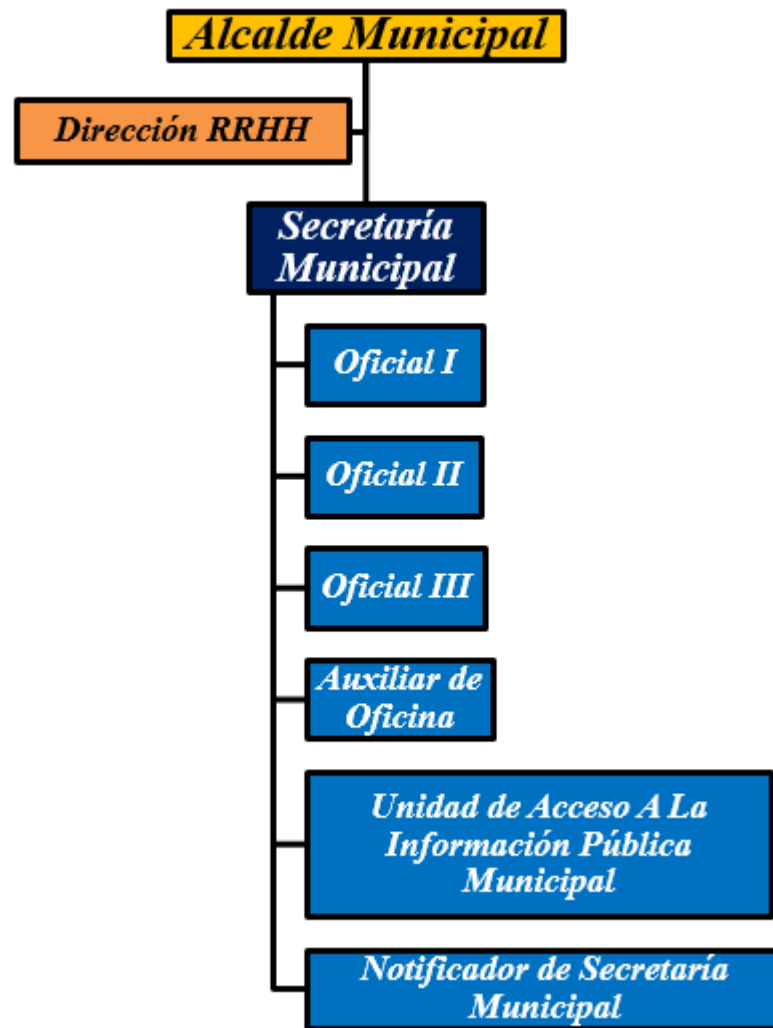 Alcalde Municipal
Dirección RRHH
Secretaría
Municipal
Oficial I
Oficial II
Oficial III
Auxiliar de
Oficina
Unidad de Acceso A La
Información Pública
Municipal
Notificador de Secretaría
Municipal